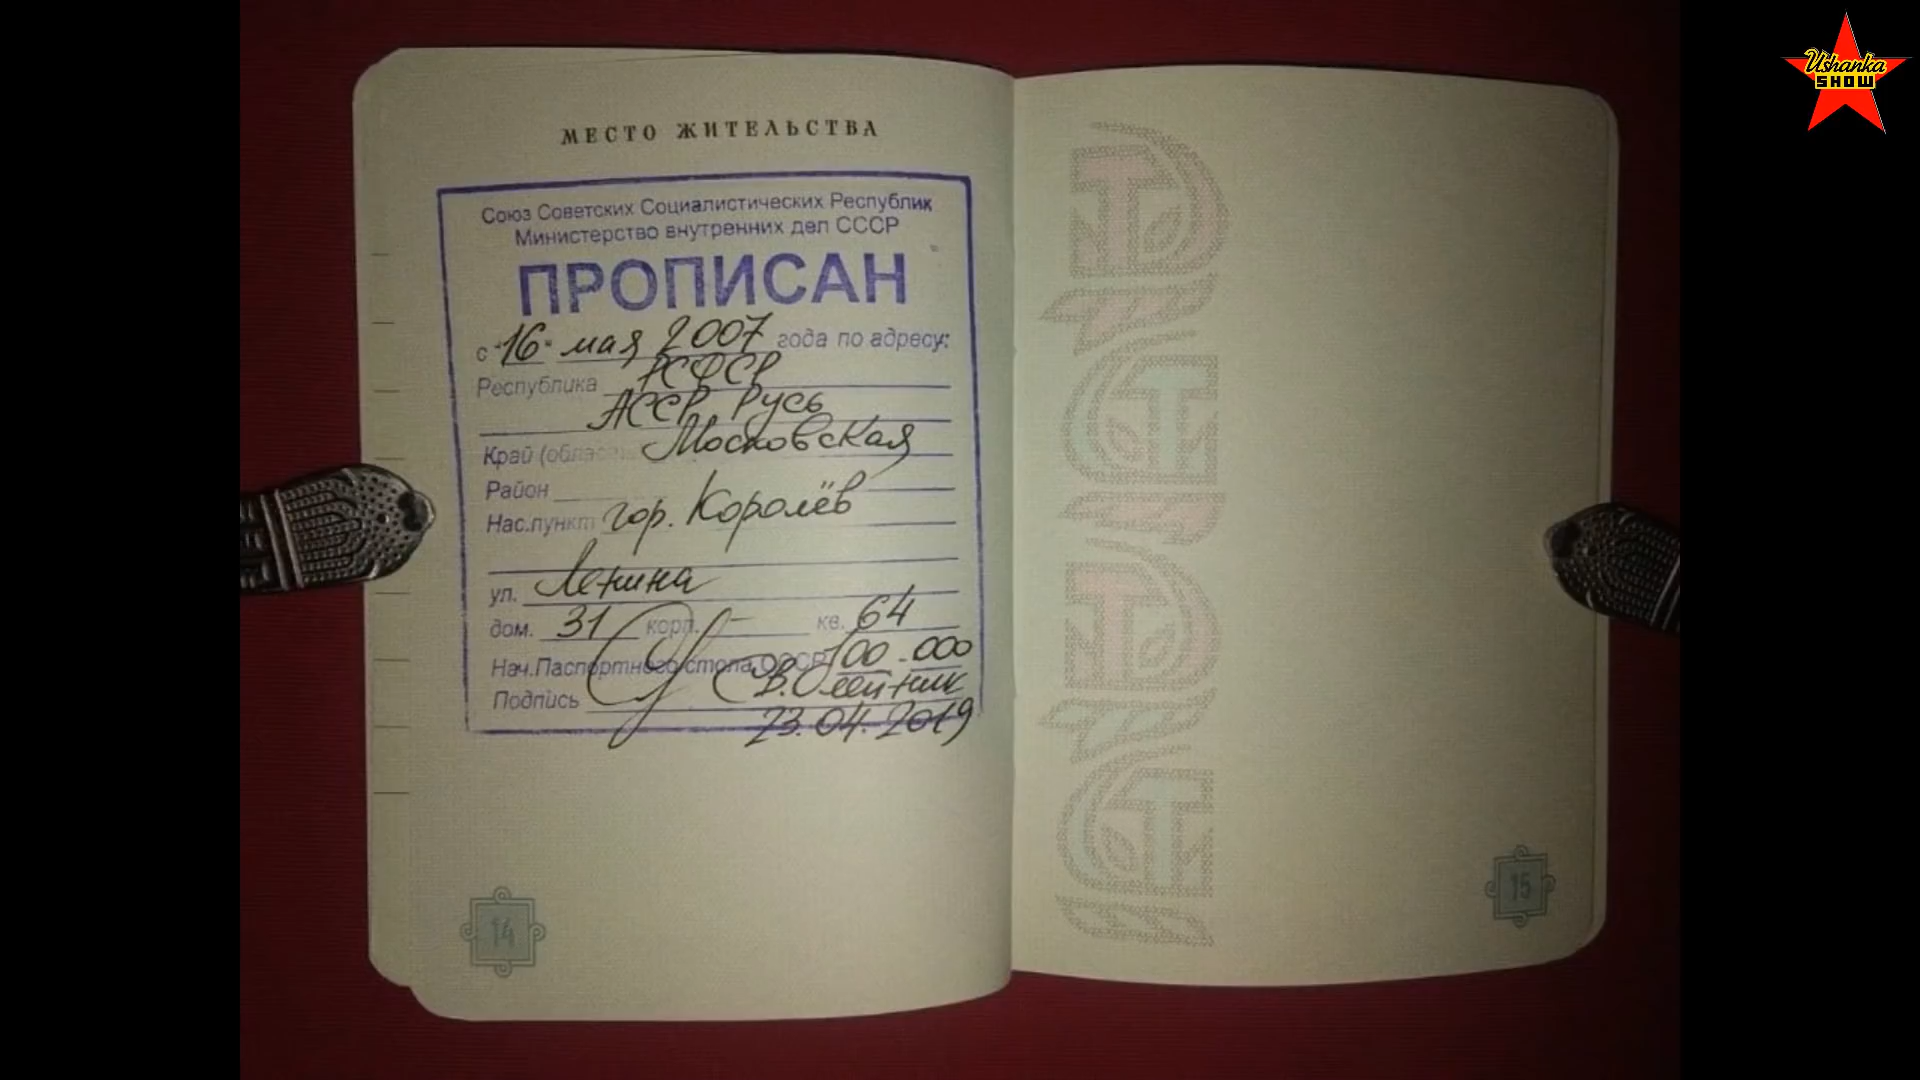 Ushanka
SHOW
МЕСТО ЖИТЕЛЬСТВА
Союз Советских Социалистических Республик
Министерство внутренних дел СССР
ПРОПИСАН
с "16" мая 2007 года по адресу:
Республика РСФСР
АССР Русь
Край (область) Московская
Район
Нас.пункт гор. Королёв
ул. Ленина
дом. 31 корп. – кв. 64
Нач.Паспортного стола СССР 100-000
Подпись В.Олейник
23.04.2019
14
15